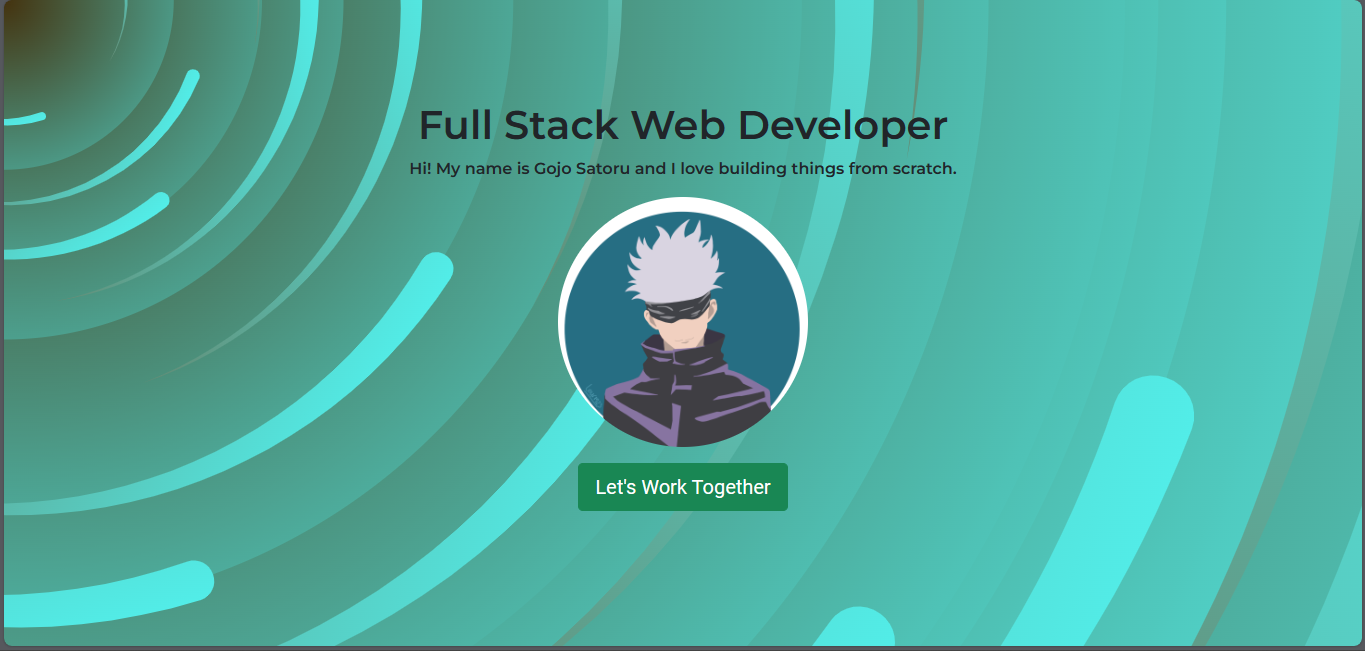 Full Stack Web Developer
Hi! My name is Gojo Satoru and I love building things from scratch.
Let's Work Together